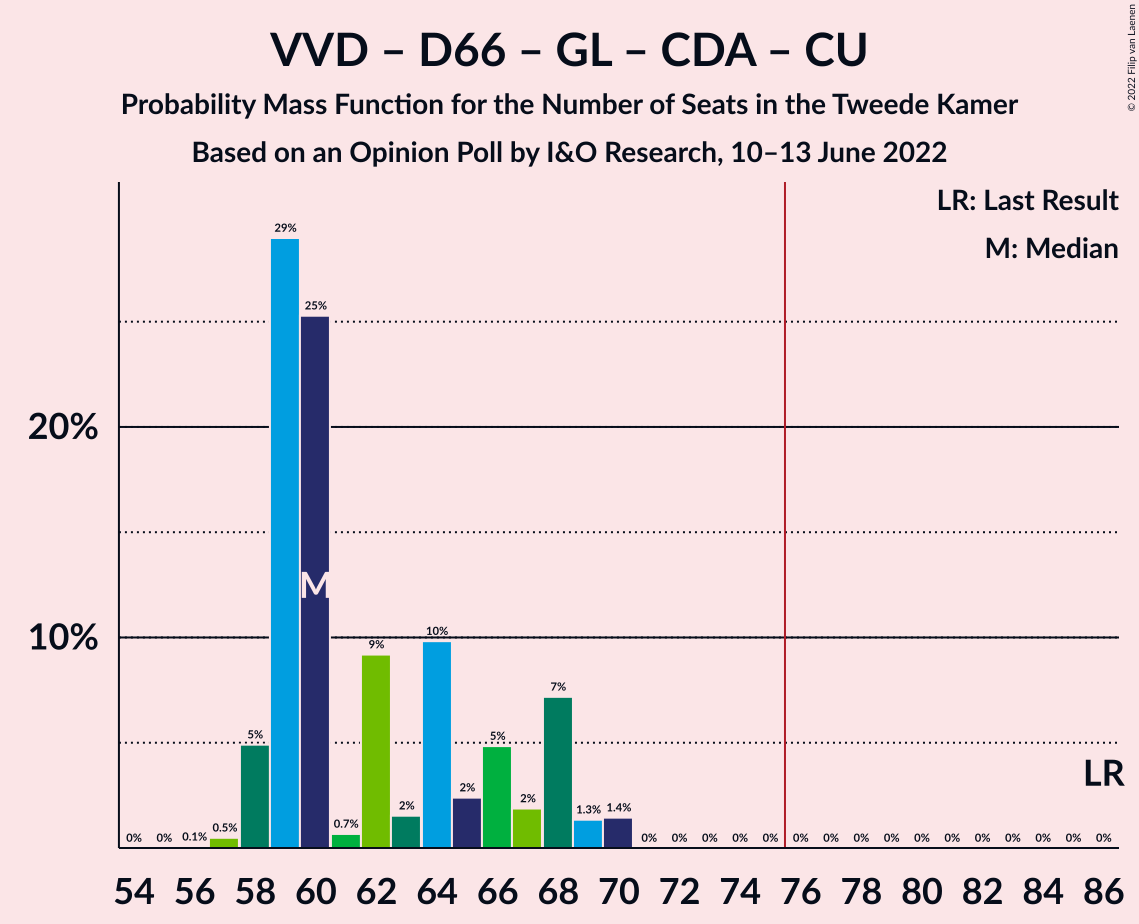 VVD – D66 – GL – CDA – CU
Probability Mass Function for the Number of Seats in the Tweede Kamer
Based on an Opinion Poll by I&O Research, 10–13 June 2022
© 2022 Filip van Laenen
LR: Last Result
M: Median
20%
10%
0% 0% 0.1% 0.5% 5% 29% 25% 0.7% 9% 2% 10% 2% 5% 2% 7% 1.3% 1.4% 0% 0% 0% 0% 0% 0% 0% 0% 0% 0% 0% 0% 0% 0% 0% 0%
M
LR
54 56 58 60 62 64 66 68 70 72 74 76 78 80 82 84 86